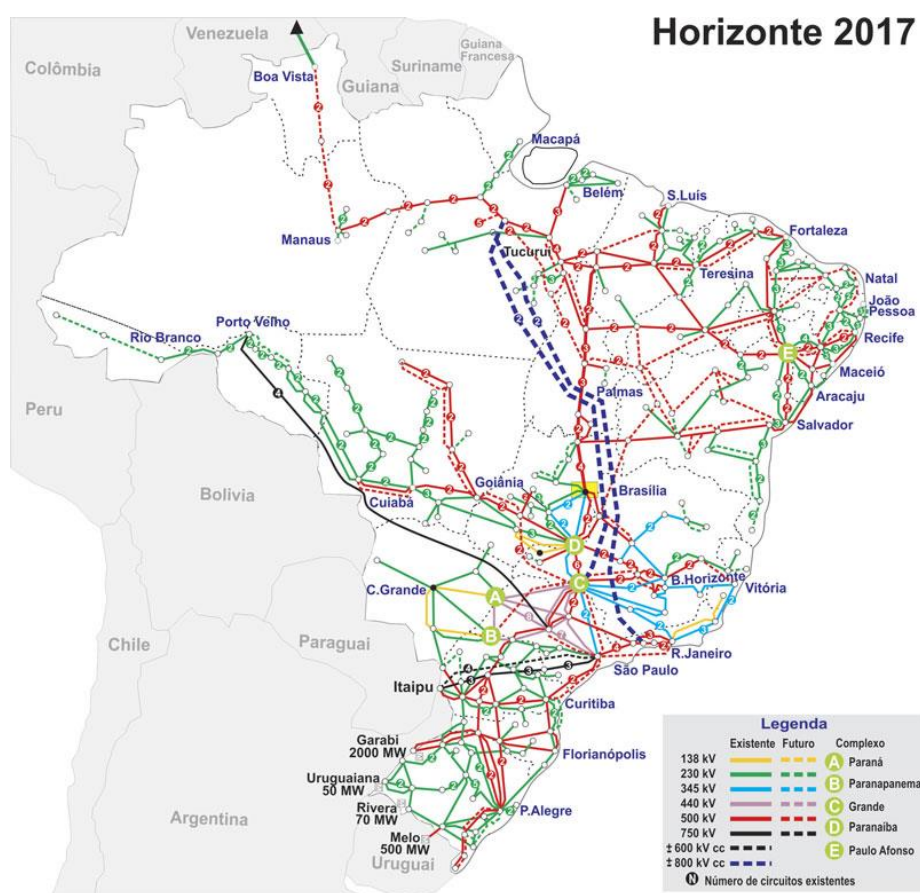 Horizonte 2017
Venezuela
Guiana
Francesa
Colômbia
Suriname
Boa Vista
Guiana
Macapá
Belém
S.Luís
Manaus
Fortaleza
Tucuruí
Teresina
Natal
João
Pessoa
Porto Velho
Rio Branco
Recife
E
Maceió
Peru
Palmas
Aracaju
Salvador
Bolivia
Goiânia
Brasília
Cuiabá
D
B.Horizonte
Vitória
C
C.Grande
A
B
Chile
Paraguai
R.Janeiro
São Paulo
Itaipu
Curitiba
Garabi
2000 MW
Florianópolis
Uruguaiana
50 MW
Rivera
70 MW
P.Alegre
Melo
500 MW
Argentina
Uruguai
Legenda
Existente Futuro Complexo
138 kV A Paraná
230 kV
345 kV B Paranapanema
440 kV C Grande
500 kV
750 kV D Paranaíba
±600 kV cc
±800 kV cc E Paulo Afonso
N Número de circuitos existentes